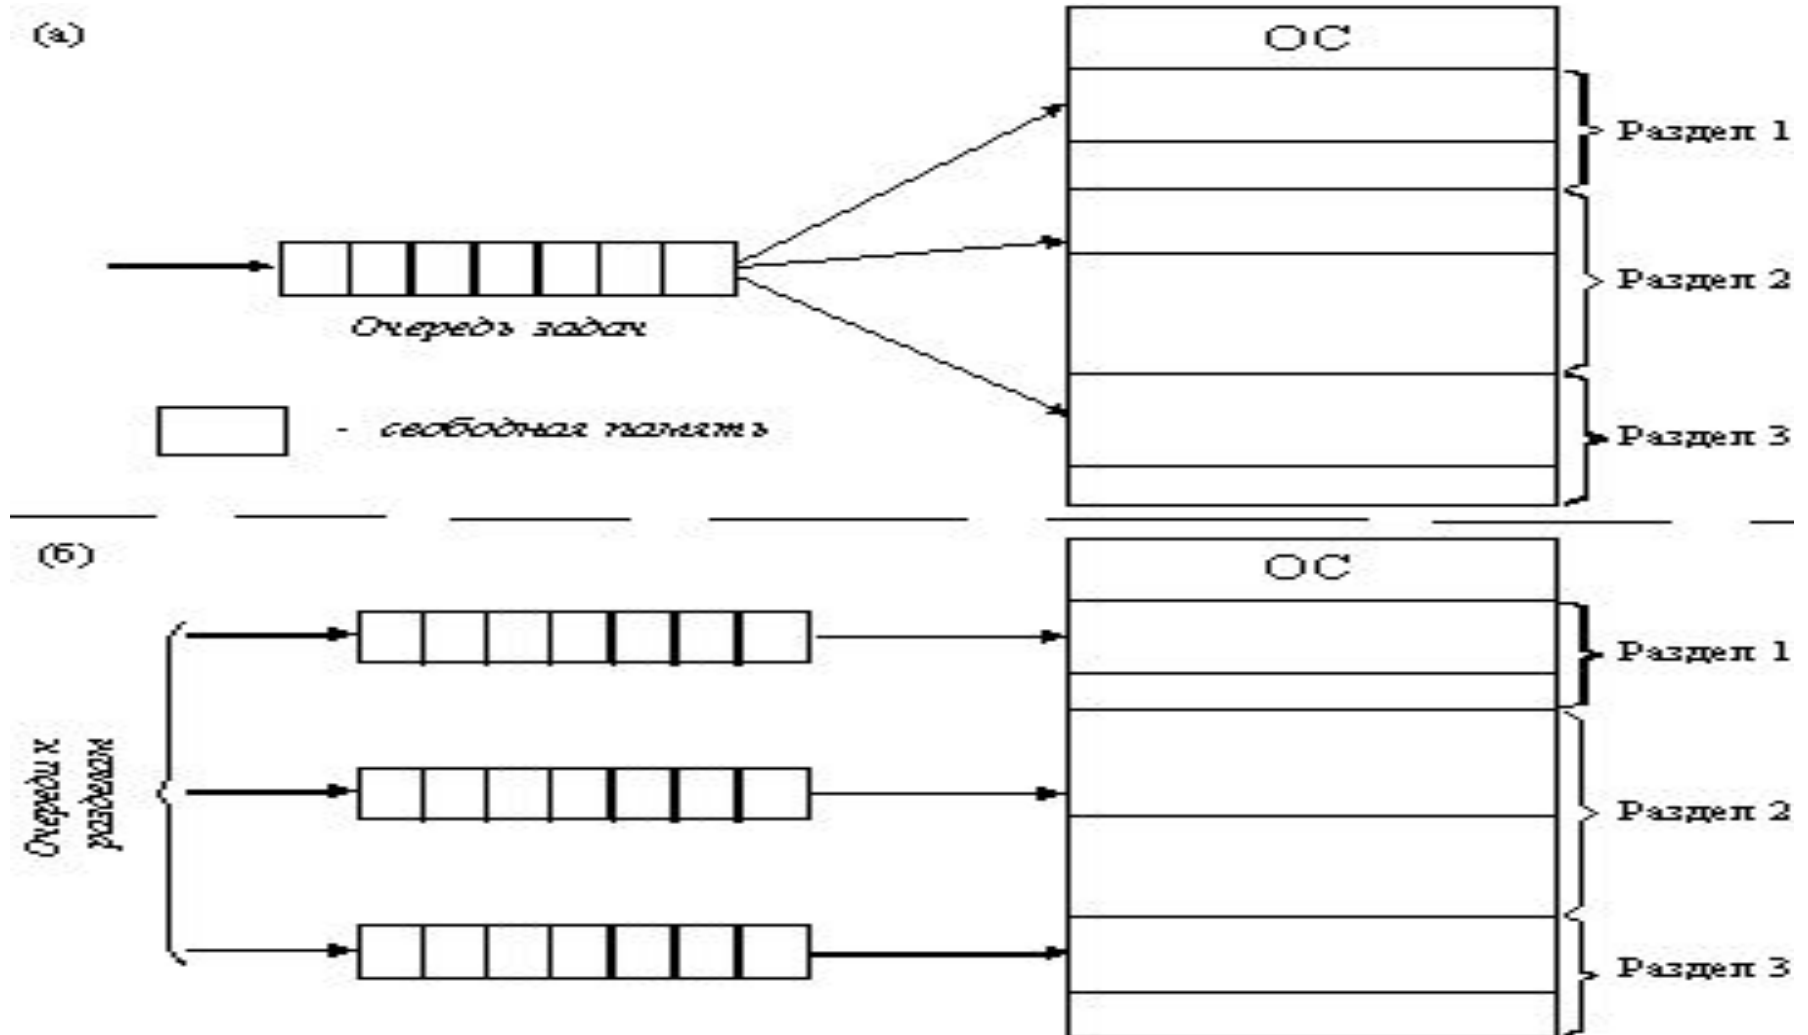 (а)
ОС
Раздел 1
Раздел 2
Очередь задач
Раздел 3
- свободная память
(б)
ОС
Раздел 1
Очереди к
разделам
Раздел 2
Раздел 3